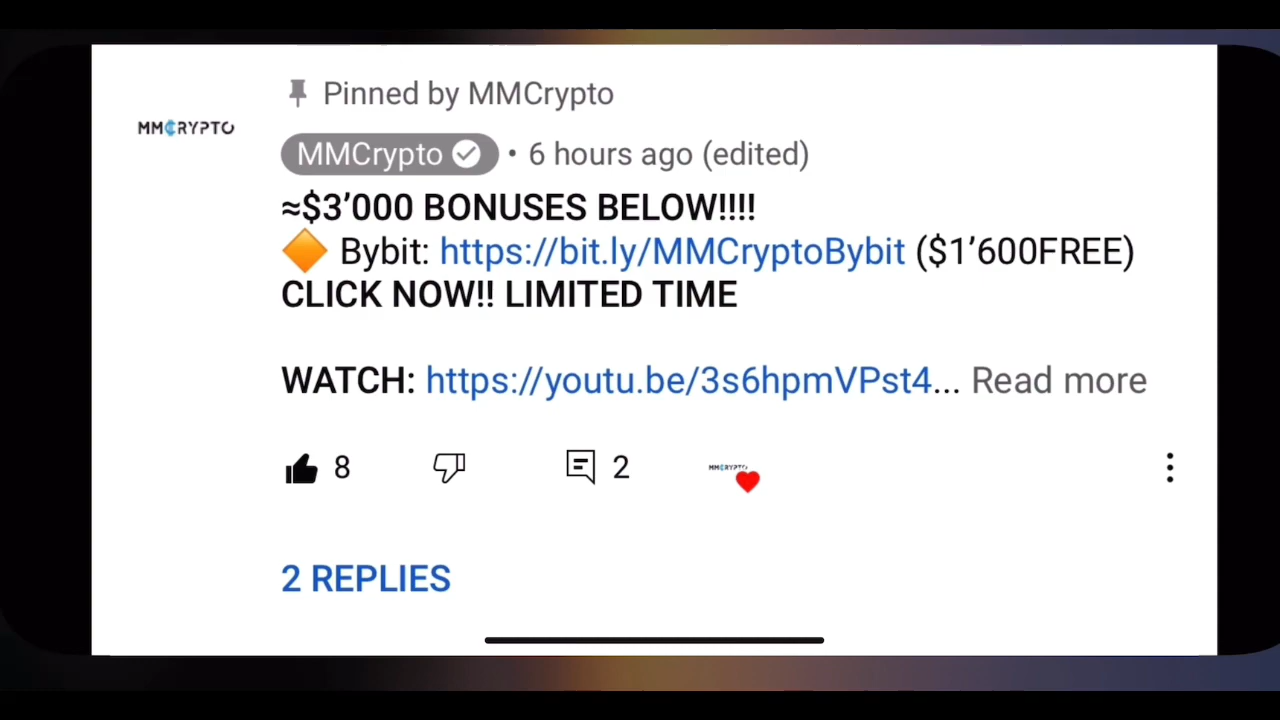 Pinned by MMCrypto
MMCRYPTO
MMCrypto • 6 hours ago (edited)
≈$3’000 BONUSES BELOW!!!!
🔶 Bybit: https://bit.ly/MMCryptoBybit ($1’600FREE)
CLICK NOW!! LIMITED TIME
WATCH: https://youtu.be/3s6hpmVPst4... Read more
8 2 MMCRYPTO
2 REPLIES